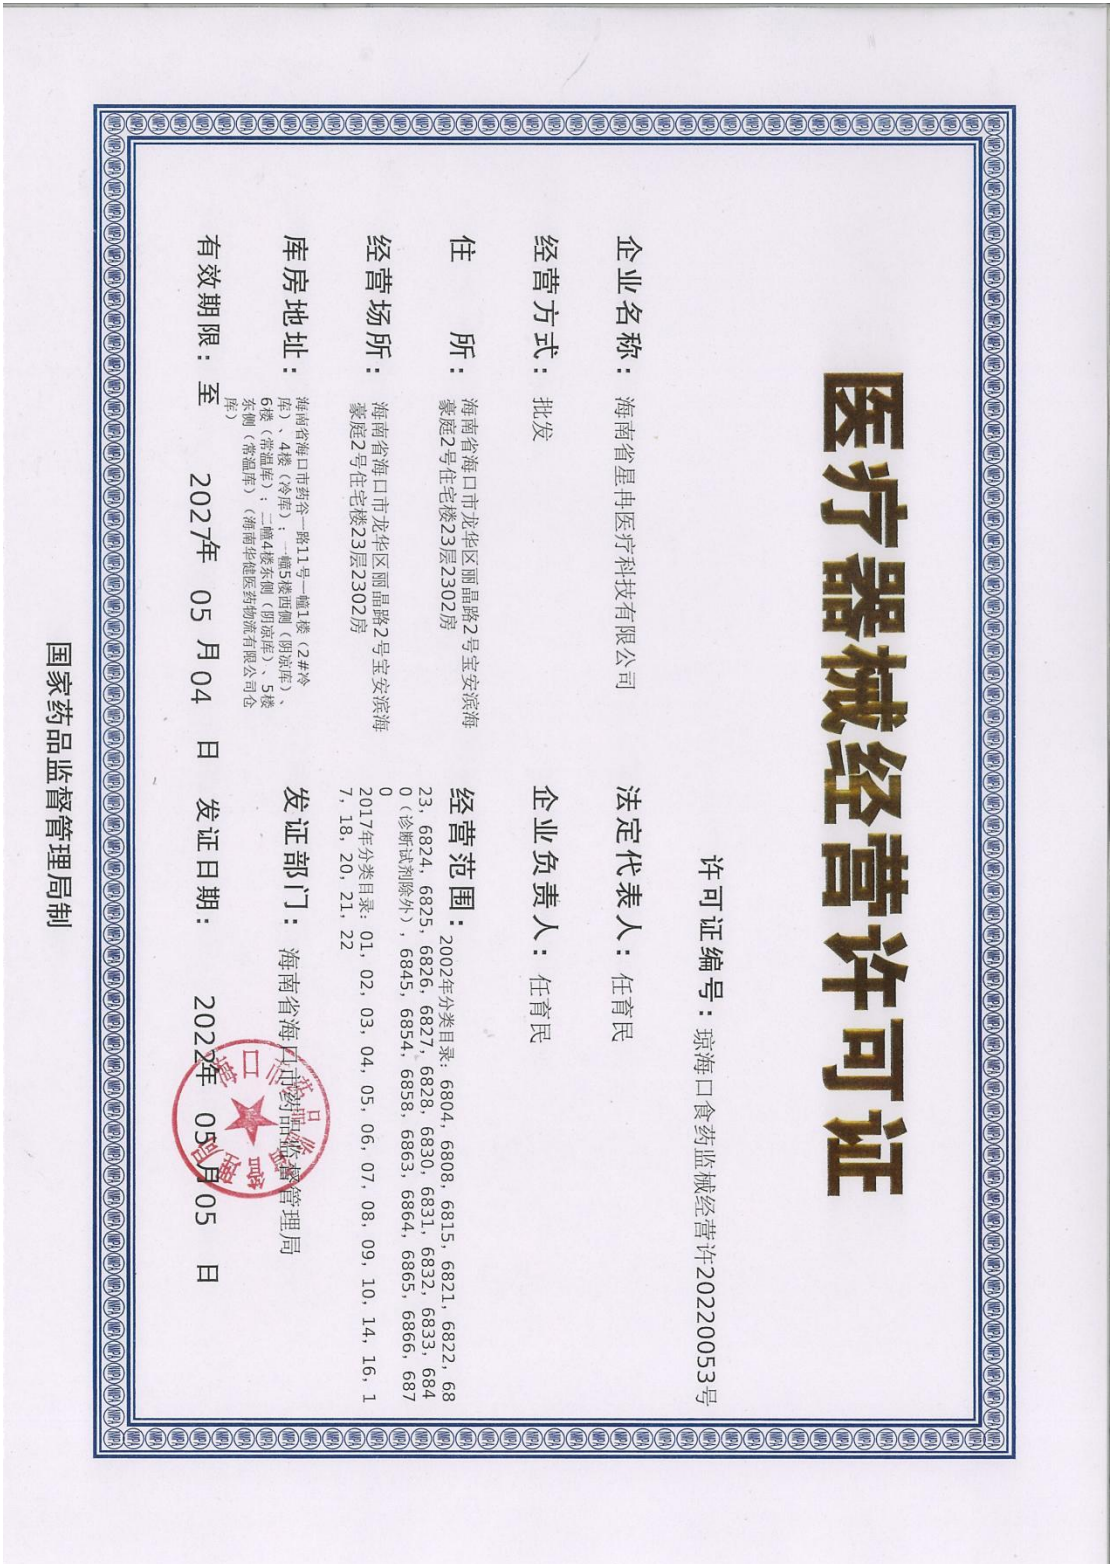 医疗器械经营许可证
许可证编号：琼海口食药监械经营许20220053号
企业名称：海南省星冉医疗科技有限公司
法定代表人：任育民
经营方式：批发
企业负责人：任育民
住 所：海南省海口市龙华区丽晶路2号宝安滨海
豪庭2号住宅楼23层2302房
经营场所：海南省海口市龙华区丽晶路2号宝安滨海
豪庭2号住宅楼23层2302房
库房地址：海南省海口市药谷一路11号一幢1楼（2#冷
库）、4楼（冷库）；一幢5楼西侧（阴凉库）、
6楼（常温库）；二幢4楼东侧（阴凉库）、5楼
东侧（常温库）（海南华健医药物流有限公司仓
库）
经营范围：2002年分类目录：6804，6808，6815，6821，6822，68
23，6824，6825，6826，6827，6828，6830，6831，6832，6833，684
0（诊断试剂除外），6845，6854，6858，6863，6864，6865，6866，687
0
2017年分类目录：01，02，03，04，05，06，07，08，09，10，14，16，1
7，18，20，21，22
发证部门：海南省海口市药品监督管理局
有效期限：至 2027年 05 月 04 日
发证日期： 2022年 05 月 05 日
海口市药品监督管理局
国家药品监督管理局制